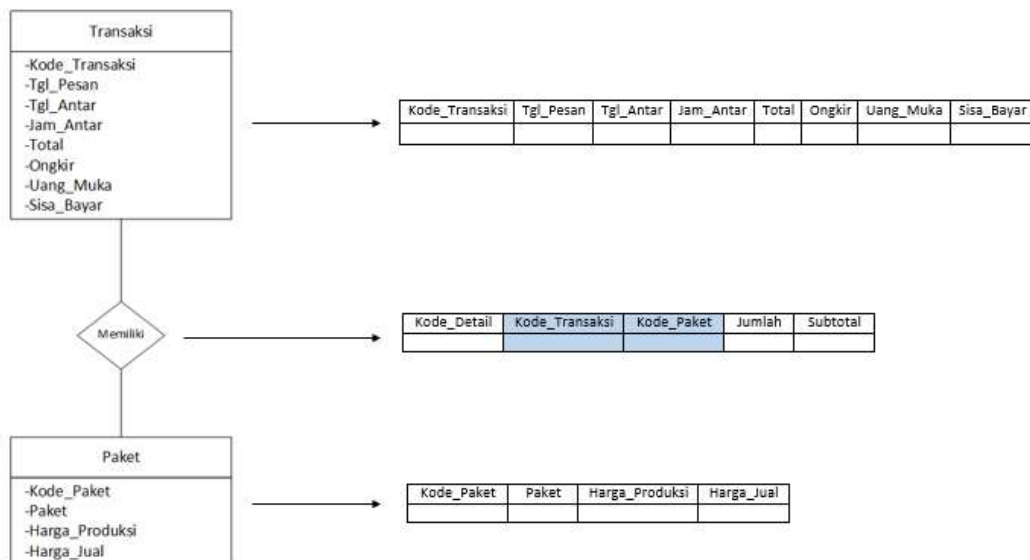 Transaksi
-Kode_Transaksi
-Tgl_Pesan
-Tgl_Antar
-Jam_Antar
-Total
-Ongkir
-Uang_Muka
-Sisa_Bayar
Kode_Transaksi Tgl_Pesan Tgl_Antar Jam_Antar Total Ongkir Uang_Muka Sisa_Bayar
Memiliki
Kode_Detail Kode_Transaksi Kode_Paket Jumlah Subtotal
Paket
-Kode_Paket
-Paket
-Harga_Produksi
-Harga_Jual
Kode_Paket Paket Harga_Produksi Harga_Jual